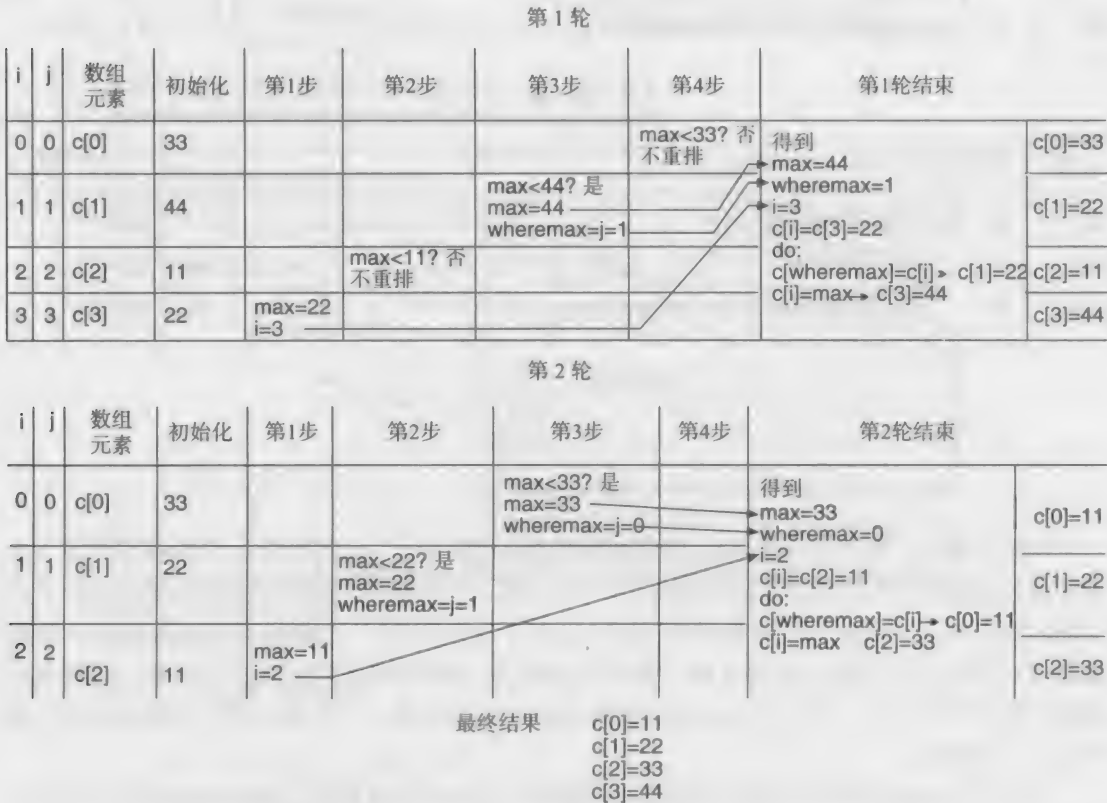 第1轮
i j 数组元素 初始化 第1步 第2步 第3步 第4步 第1轮结束
0 0 c[0] 33 max<33? 否 不重排 得到 c[0]=33
max=44
1 1 c[1] 44 max<44? 是 wheremax=1
max=44 i=3 c[1]=22
wheremax=j=1 c[i]=c[3]=22
do:
2 2 c[2] 11 max<11? 否 不重排 c[wheremax]=c[i] c[1]=22 c[2]=11
c[i]=max c[3]=44
3 3 c[3] 22 max=22 c[3]=44
i=3
第2轮
i j 数组元素 初始化 第1步 第2步 第3步 第4步 第2轮结束
0 0 c[0] 33 max<33? 是 得到
max=33 max=33 c[0]=11
wheremax=j=0 wheremax=0
1 1 c[1] 22 max<22? 是 i=2
max=22 c[i]=c[2]=11 c[1]=22
wheremax=j=1 do:
c[wheremax]=c[i] c[0]=11
2 2 c[2] 11 max=11 c[i]=max c[2]=33
i=2 c[2]=33
最终结果 c[0]=11
c[1]=22
c[2]=33
c[3]=44